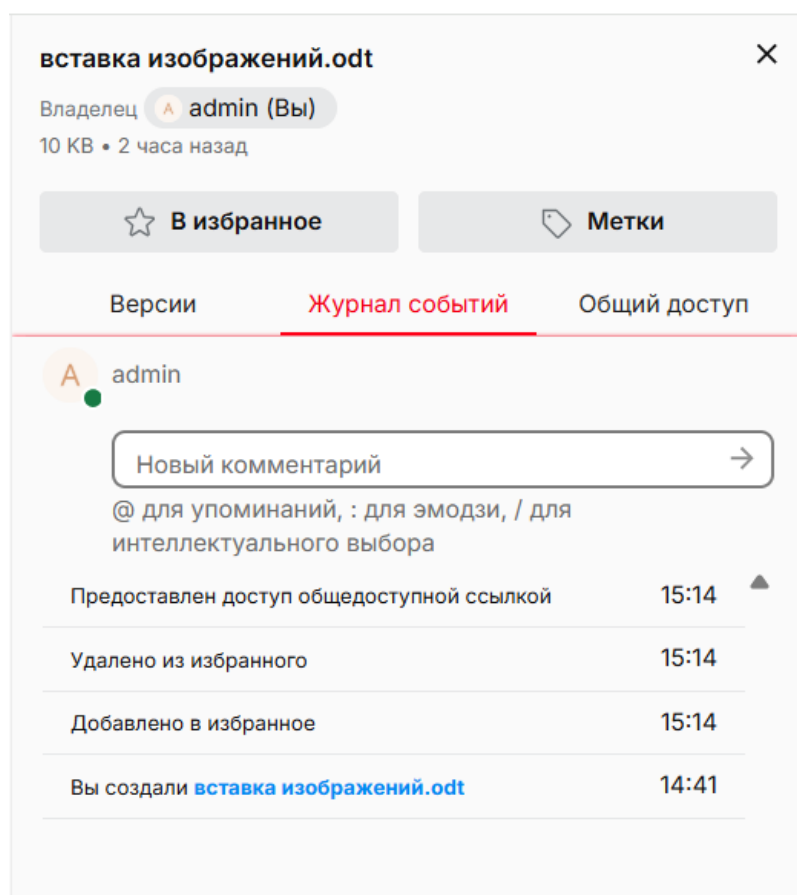 вставка изображений.odt
Владелец А admin (Вы)
10 KB • 2 часа назад
В избранное Метки
Версии Журнал событий Общий доступ
А admin
Новый комментарий
@ для упоминаний, : для эмодзи, / для
интеллектуального выбора
Предоставлен доступ общедоступной ссылкой 15:14
Удалено из избранного 15:14
Добавлено в избранное 15:14
Вы создали вставка изображений.odt 14:41